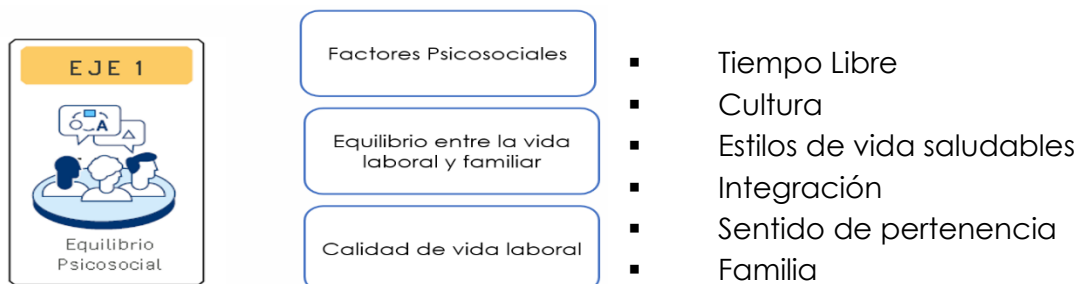 EJE 1
A
Equilibrio
Psicosocial
Factores Psicosociales
Equilibrio entre la vida
laboral y familiar
Calidad de vida laboral
▪ Tiempo Libre
▪ Cultura
▪ Estilos de vida saludables
▪ Integración
▪ Sentido de pertenencia
▪ Familia